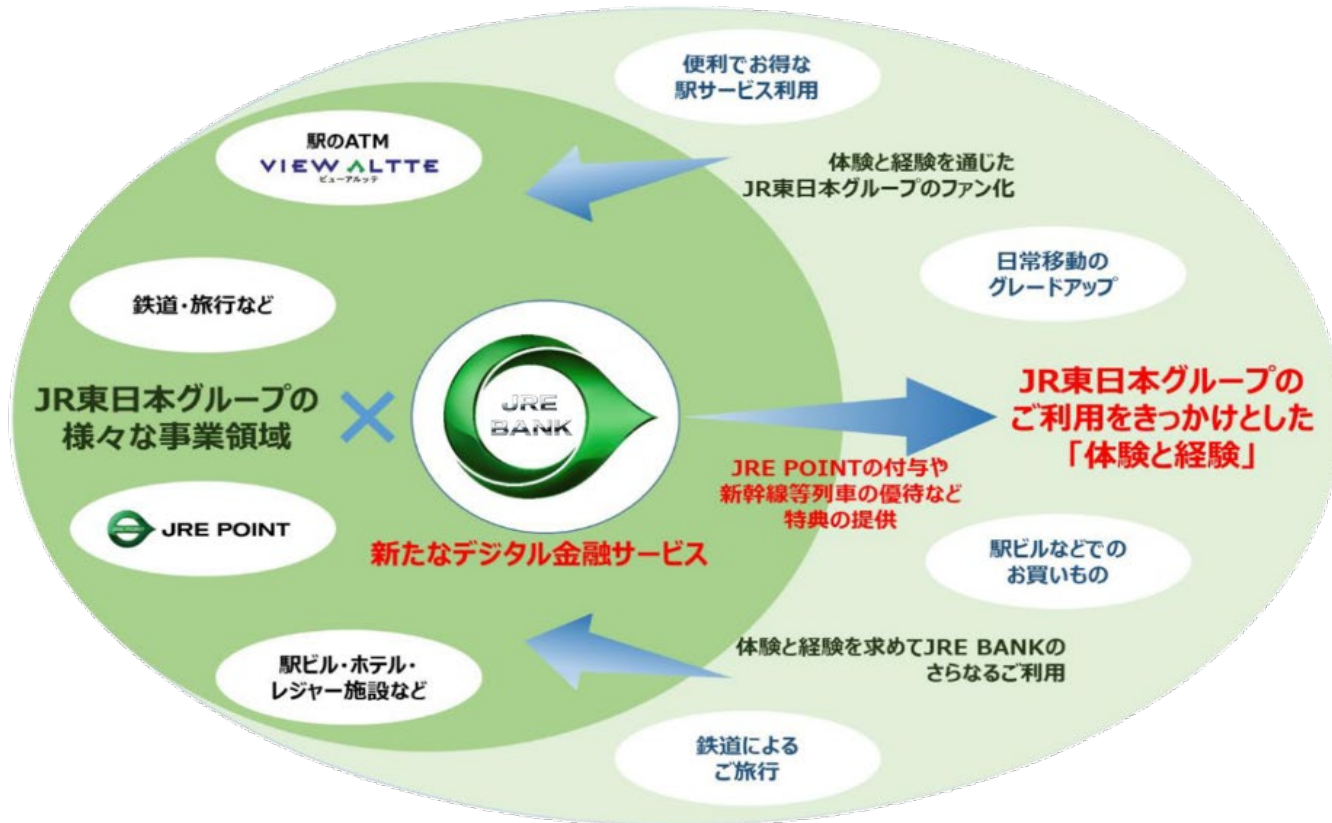 便利でお得な
駅サービス利用
駅のATM
VIEW ALTTE
ビューアルッテ
体験と経験を通じた
JR東日本グループのファン化
日常移動の
グレードアップ
鉄道・旅行など
JR東日本グループの
様々な事業領域
×
JRE
BANK
JR東日本グループの
ご利用をきっかけとした
「体験と経験」
JRE POINTの付与や
新幹線等列車の優待など
特典の提供
JRE POINT
新たなデジタル金融サービス
駅ビルなどでの
お買いもの
駅ビル・ホテル・
レジャー施設など
体験と経験を求めてJRE BANKの
さらなるご利用
鉄道による
ご旅行